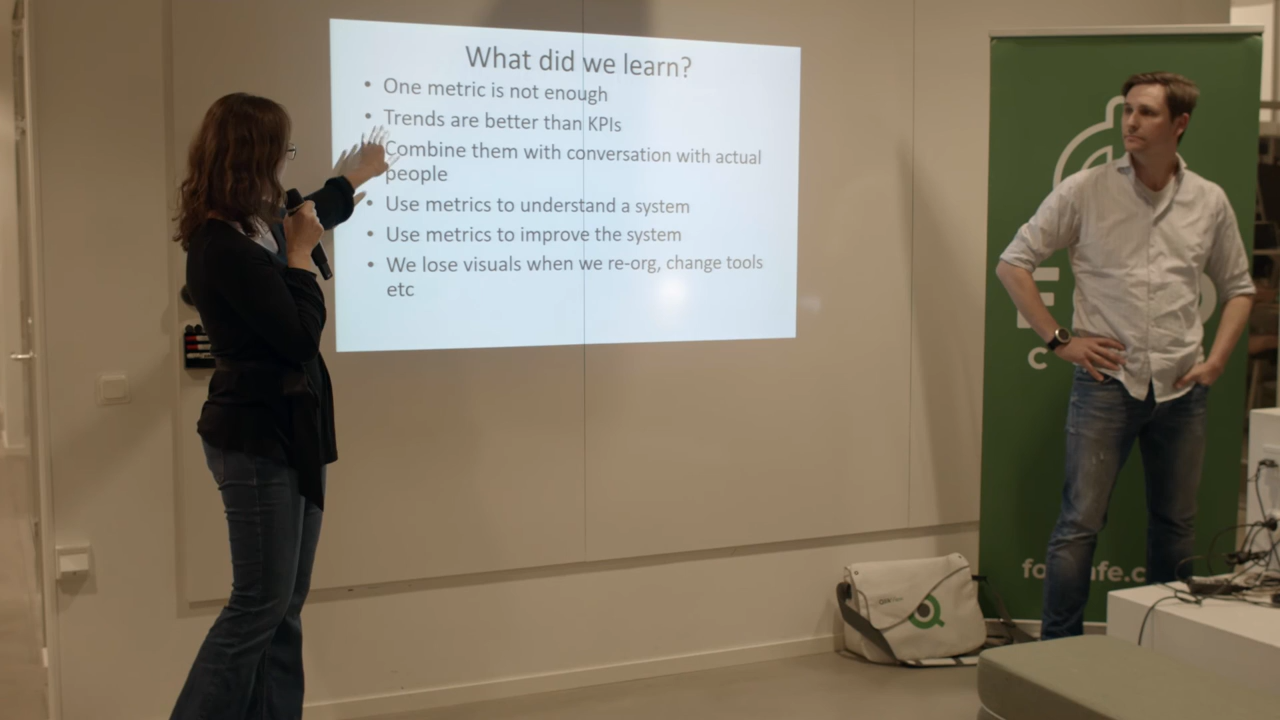 What did we learn?
• One metric is not enough
• Trends are better than KPIs
Combine them with conversation with actual
people
• Use metrics to understand a system
• Use metrics to improve the system
• We lose visuals when we re-org, change tools
etc